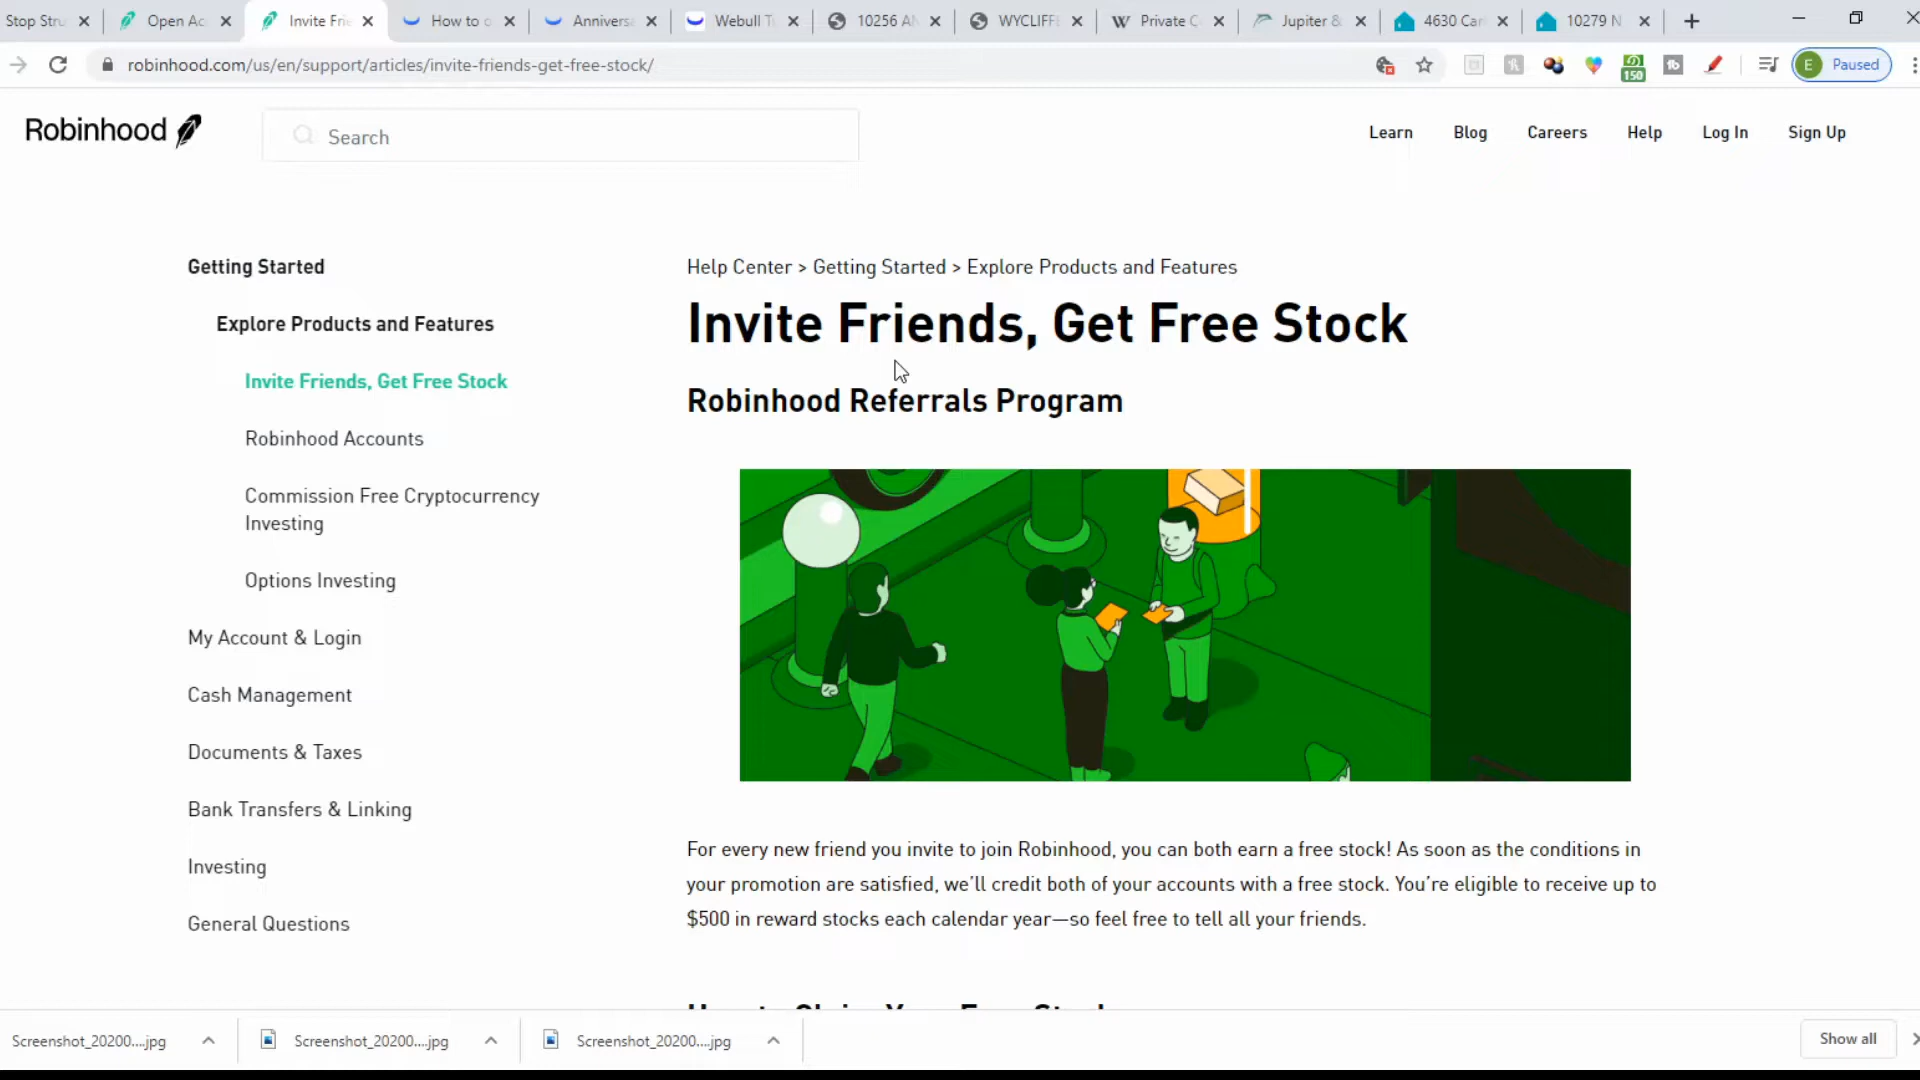 Stop Stru
Open Ac
Invite Frie
How to o
Annivers
Webull Ti
10256 AN
WYCLIFFE
Private C
Jupiter &
4630 Car
10279 N
robinhood.com/us/en/support/articles/invite-friends-get-free-stock/
150
E Paused
Robinhood
Search
Learn
Blog
Careers
Help
Log In
Sign Up
Getting Started
Explore Products and Features
Invite Friends, Get Free Stock
Robinhood Accounts
Commission Free Cryptocurrency
Investing
Options Investing
My Account & Login
Cash Management
Documents & Taxes
Bank Transfers & Linking
Investing
General Questions
Help Center > Getting Started > Explore Products and Features
Invite Friends, Get Free Stock
Robinhood Referrals Program
For every new friend you invite to join Robinhood, you can both earn a free stock! As soon as the conditions in
your promotion are satisfied, we’ll credit both of your accounts with a free stock. You’re eligible to receive up to
$500 in reward stocks each calendar year—so feel free to tell all your friends.
Screenshot_20200....jpg
Screenshot_20200....jpg
Screenshot_20200....jpg
Show all